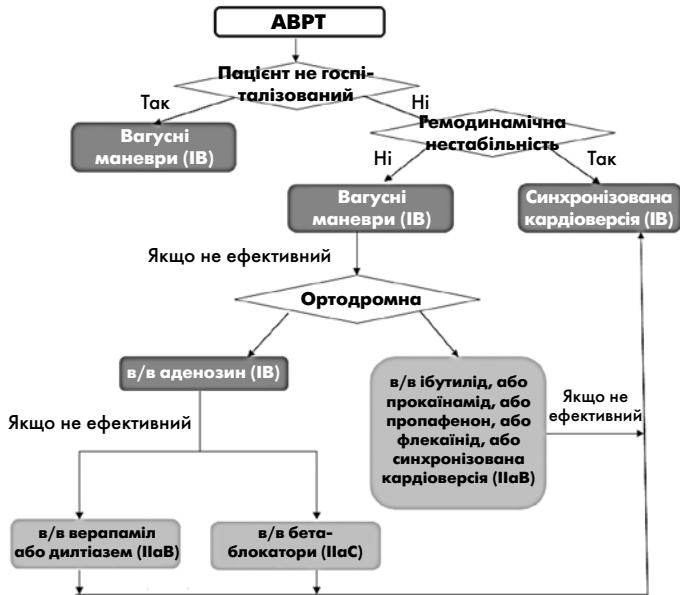 АВРТ
Пацієнт не госпі-
талізований
Так
Ні
Вагусні
маневри (IB)
Гемодинамічна
нестабільність
Ні
Так
Вагусні
маневри (IB)
Синхронізована
кардіоверсія (IB)
Якщо не ефективний
Ортодромна
в/в аденозин (IB)
в/в ібутилід, або
прокаїнамід, або
пропафенон, або
флекаїнід, або
синхронізована
кардіоверсія (IIaB)
Якщо не
ефективний
Якщо не ефективний
в/в верапаміл
або дилтіазем (IIaB)
в/в бета-
блокатори (IIaC)